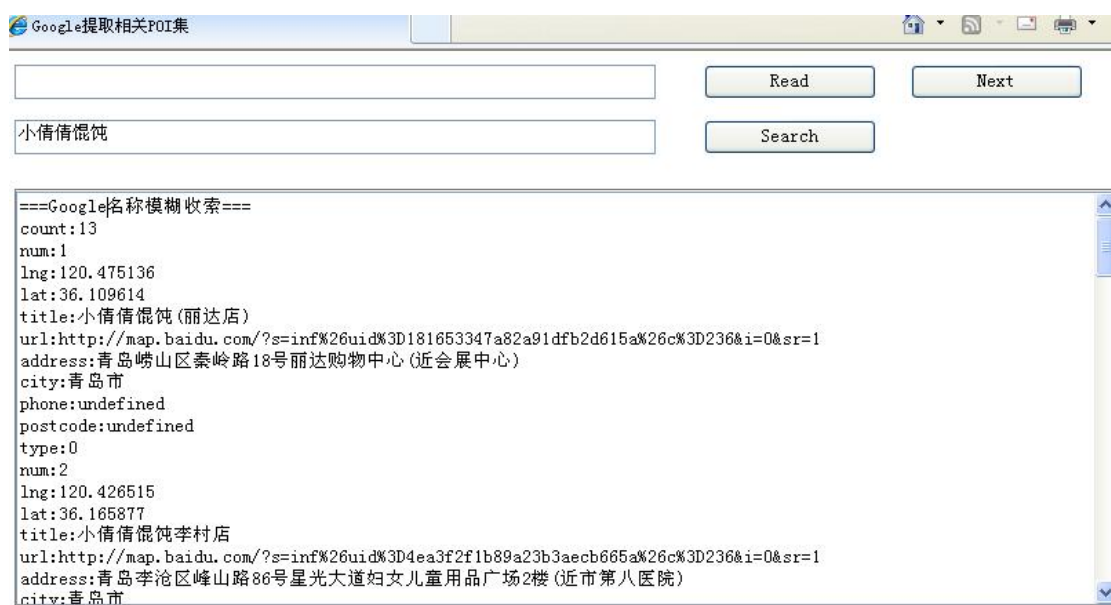 Google提取相关POI集
Read
Next
小倩倩馄饨
Search
===Google名称模糊收索===
count:13
num:1
lng:120.475136
lat:36.109614
title:小倩倩馄饨(丽达店)
url:http://map.baidu.com/?s=inf%26uid%3D181653347a82a91dfb2d615a%26c%3D236&i=0&sr=1
address:青岛崂山区秦岭路18号丽达购物中心(近会展中心)
city:青岛市
phone:undefined
postcode:undefined
type:0
num:2
lng:120.426515
lat:36.165877
title:小倩倩馄饨李村店
url:http://map.baidu.com/?s=inf%26uid%3D4ea3f2f1b89a23b3aecb665a%26c%3D236&i=0&sr=1
address:青岛李沧区峰山路86号星光大道妇女儿童用品广场2楼(近市第八医院)
city:青岛市